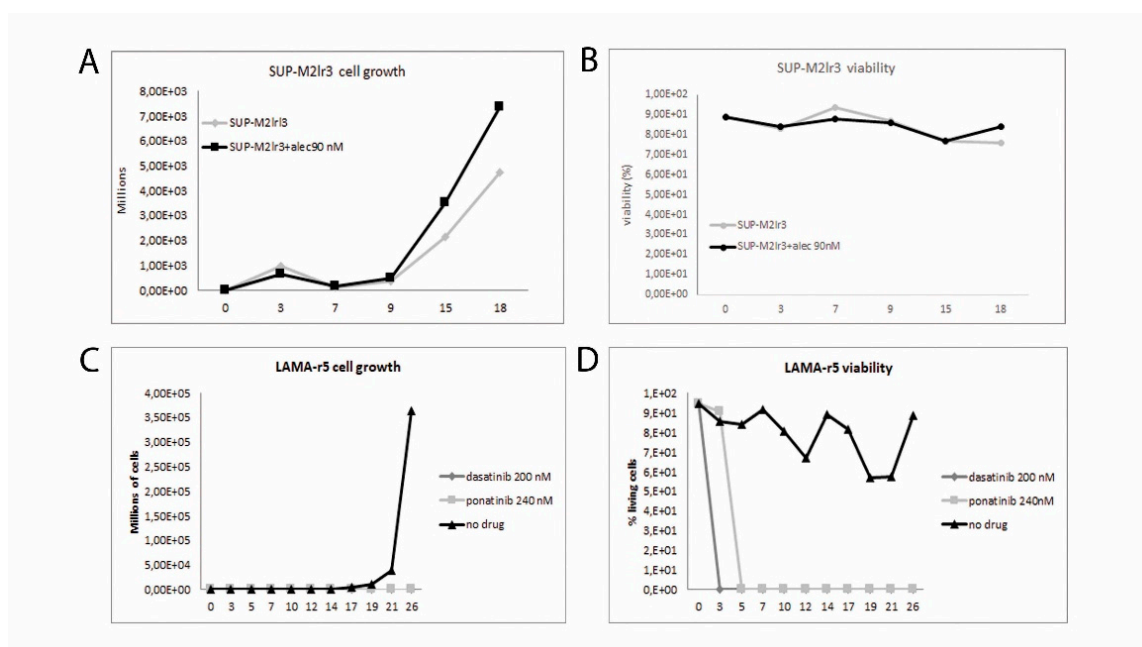 A
SUP-M2lr3 cell growth
8,00E+03
7,00E+03
6,00E+03
5,00E+03
4,00E+03
3,00E+03
2,00E+03
1,00E+03
0,00E+00
Millions
SUP-M2lrl3
SUP-M2lr3+alec90 nM
0 3 7 9 15 18
B
SUP-M2lr3 viability
1,00E+02
9,00E+01
8,00E+01
7,00E+01
6,00E+01
5,00E+01
4,00E+01
3,00E+01
2,00E+01
1,00E+01
0,00E+00
viability (%)
SUP-M2lr3
SUP-M2lr3+alec 90nM
0 3 7 9 15 18
C
LAMA-r5 cell growth
4,00E+05
3,50E+05
3,00E+05
2,50E+05
2,00E+05
1,50E+05
1,00E+05
5,00E+04
0,00E+00
Millions of cells
dasatinib 200 nM
ponatinib 240 nM
no drug
0 3 5 7 10 12 14 17 19 21 26
D
LAMA-r5 viability
1,E+02
9,E+01
8,E+01
7,E+01
6,E+01
5,E+01
4,E+01
3,E+01
2,E+01
1,E+01
0,E+00
% living cells
dasatinib 200 nM
ponatinib 240nM
no drug
0 3 5 7 10 12 14 17 19 21 26